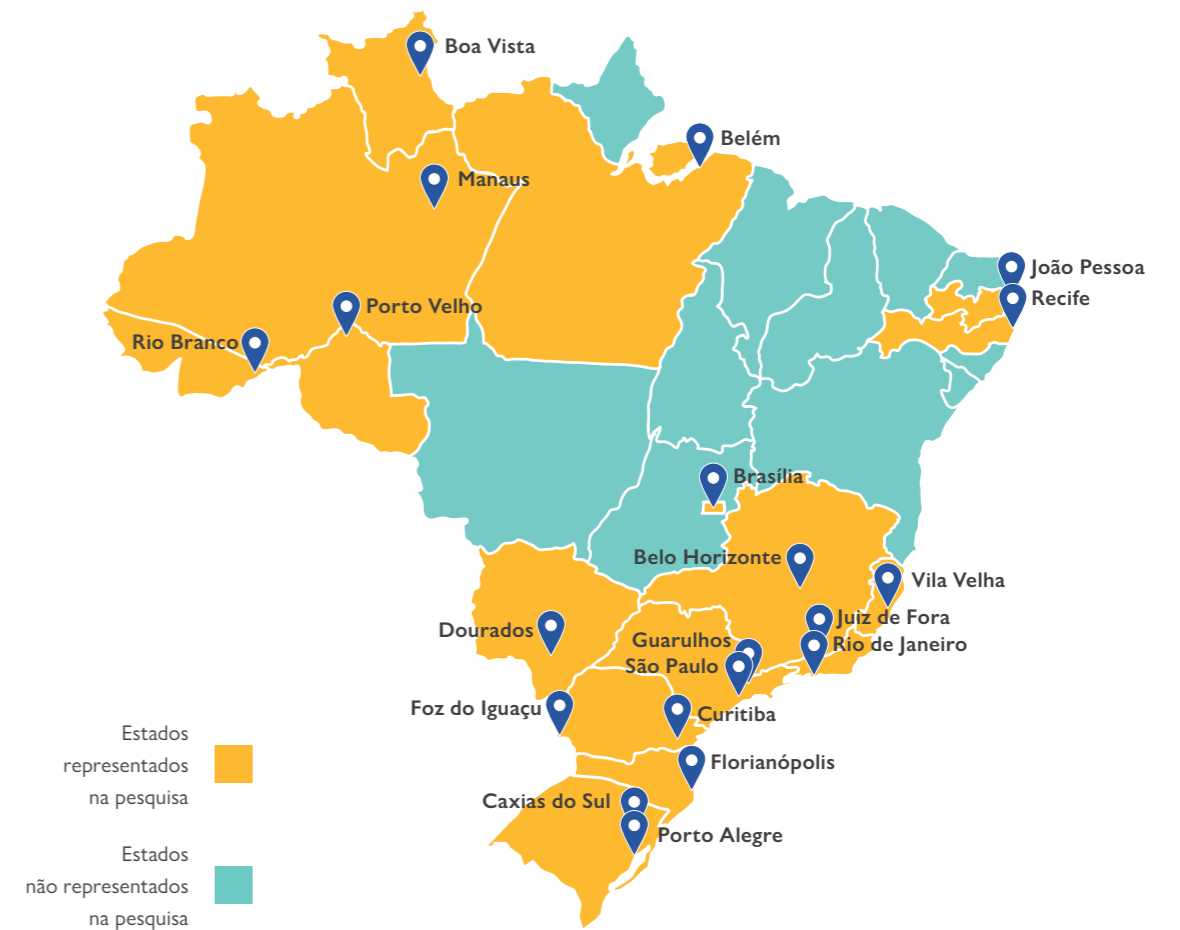 Boa Vista
Belém
Manaus
João Pessoa
Recife
Porto Velho
Rio Branco
Brasília
Belo Horizonte
Vila Velha
Juiz de Fora
Dourados
Guarulhos
Rio de Janeiro
São Paulo
Foz do Iguaçu
Curitiba
Florianópolis
Caxias do Sul
Porto Alegre
Estados
representados
na pesquisa
Estados
não representados
na pesquisa